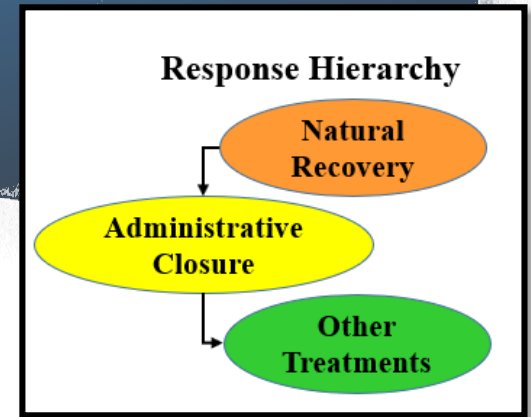 Response Hierarchy
Natural
Recovery
Administrative
Closure
Other
Treatments